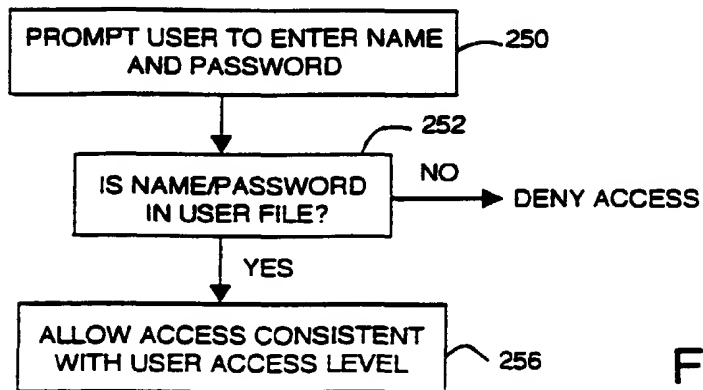 PROMPT USER TO ENTER NAME
AND PASSWORD
250
252
IS NAME/PASSWORD
IN USER FILE?
NO
DENY ACCESS
YES
ALLOW ACCESS CONSISTENT
WITH USER ACCESS LEVEL
256
F